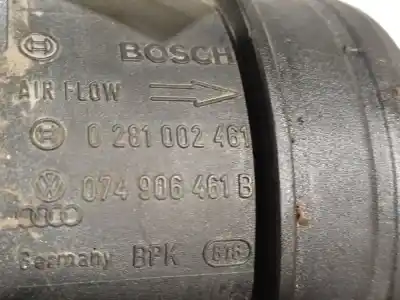 BOSCH
AIR FLOW
0 281 002 461
074 906 461 B
Germany BPK